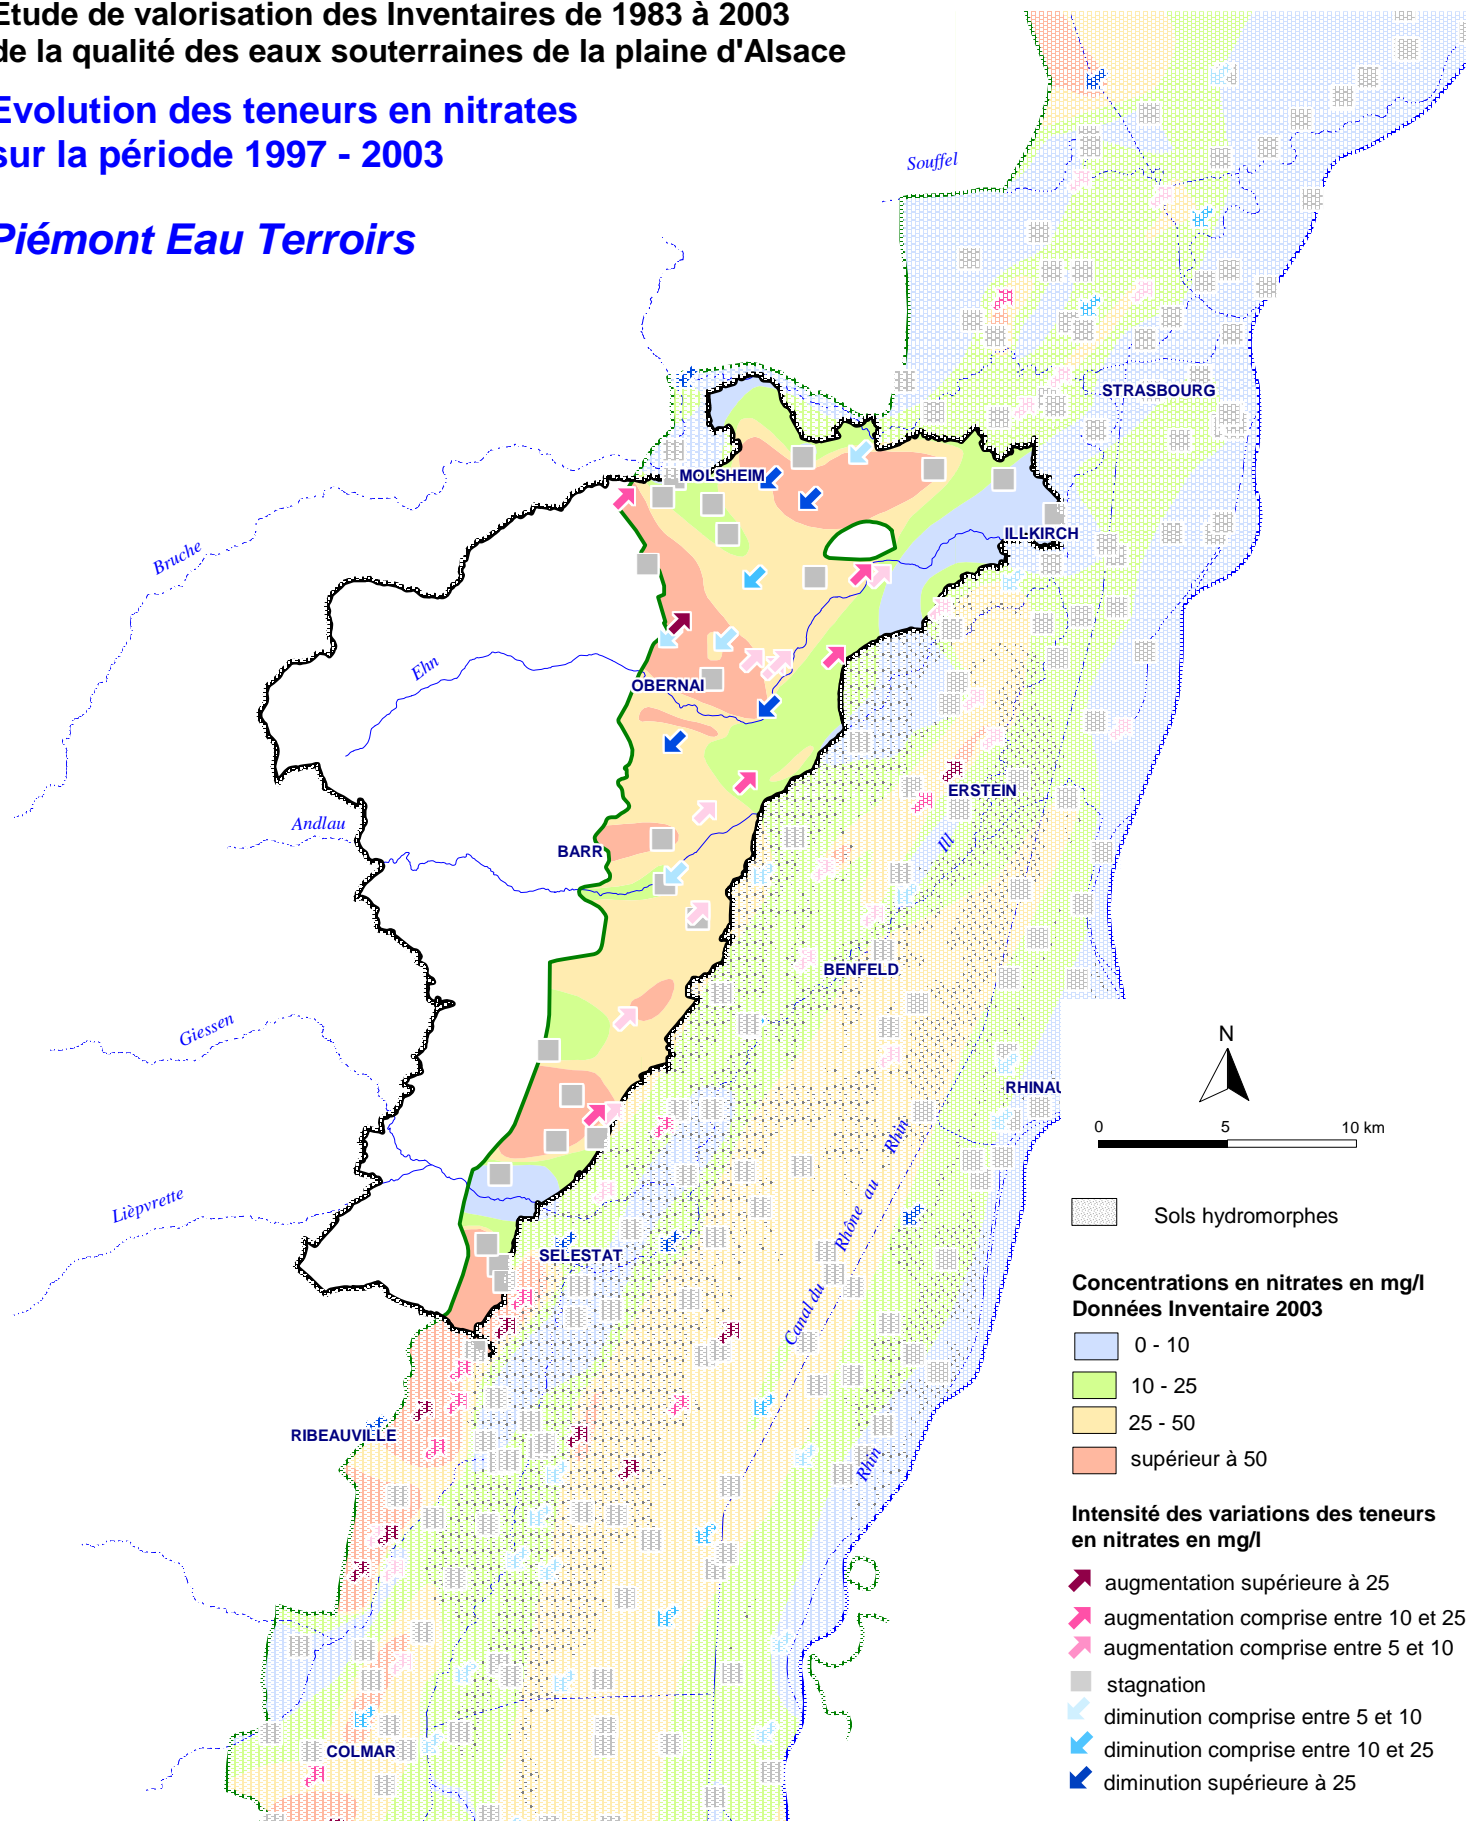 Etude de valorisation des Inventaires de 1983 à 2003
de la qualité des eaux souterraines de la plaine d'Alsace
Evolution des teneurs en nitrates
sur la période 1997 - 2003
Piémont Eau Terroirs
Souffel
STRASBOURG
MOLSHEIM
ILLKIRCH
Bruche
Ehn
OBERNAI
ERSTEIN
Andlau
Ill
BARR
BENFELD
Giessen
N
RHINAU
0 5 10 km
Rhin
Rhône au
Canal du
Lièpvrette
Sols hydromorphes
SELESTAT
Concentrations en nitrates en mg/l
Données Inventaire 2003
0 - 10
10 - 25
25 - 50
supérieur à 50
RIBEAUVILLE
Rhin
Intensité des variations des teneurs
en nitrates en mg/l
augmentation supérieure à 25
augmentation comprise entre 10 et 25
augmentation comprise entre 5 et 10
stagnation
diminution comprise entre 5 et 10
diminution comprise entre 10 et 25
diminution supérieure à 25
COLMAR